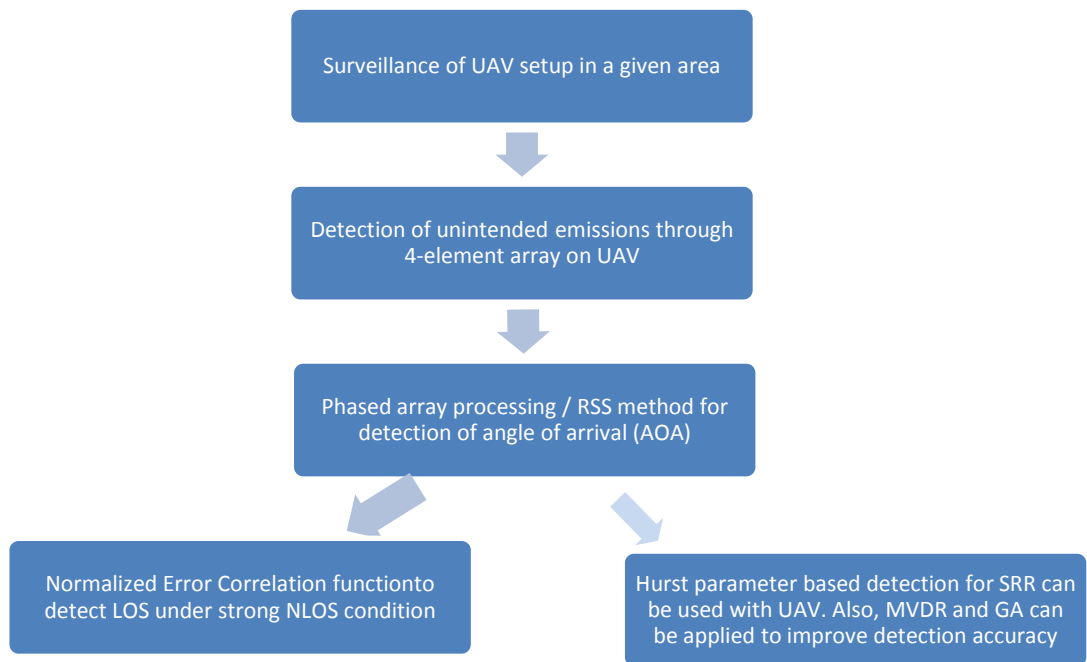 Surveillance of UAV setup in a given area
Detection of unintended emissions through
4-element array on UAV
Phased array processing / RSS method for
detection of angle of arrival (AOA)
Normalized Error Correlation functionto
detect LOS under strong NLOS condition
Hurst parameter based detection for SRR can
be used with UAV. Also, MVDR and GA can
be applied to improve detection accuracy